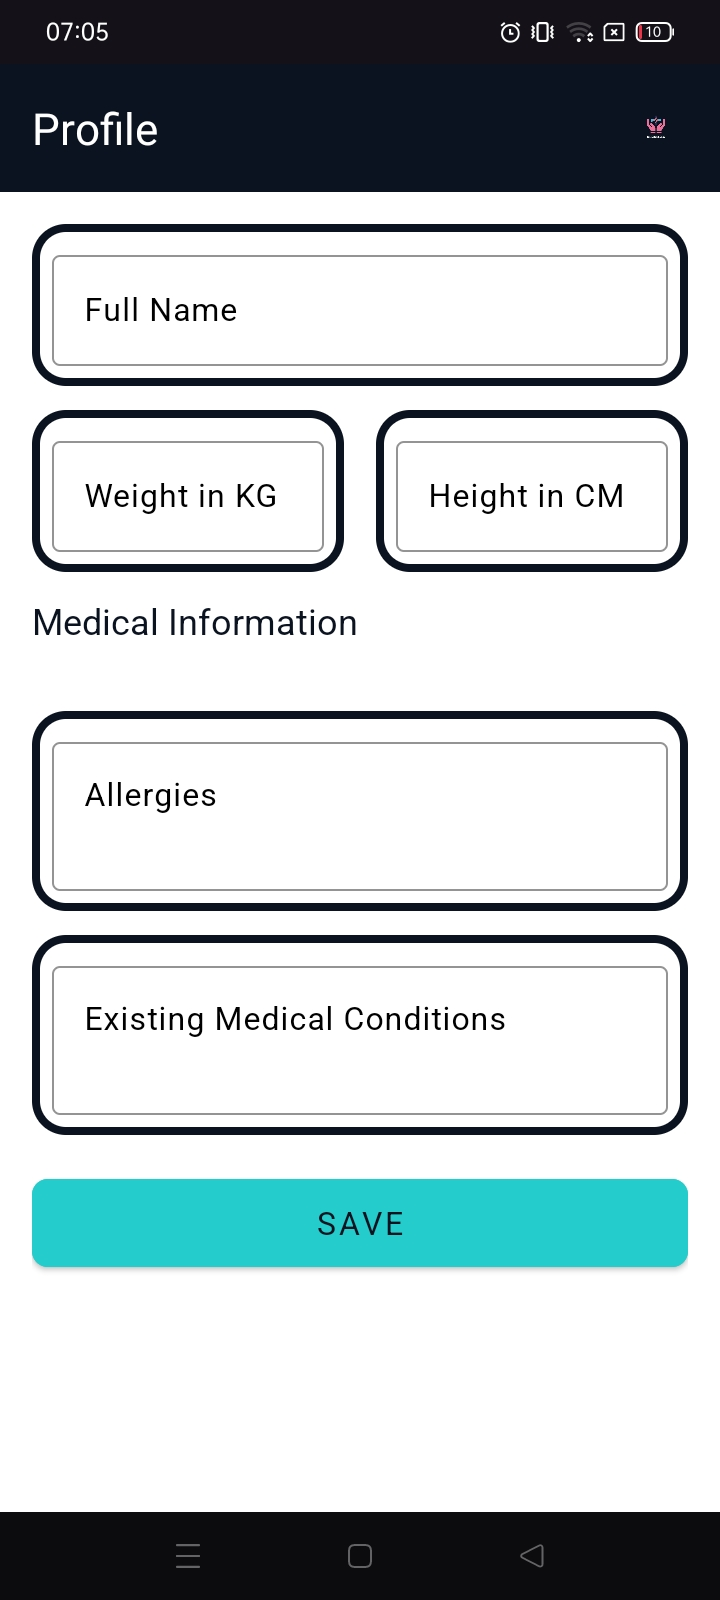 07:05
10
Profile
Full Name
Weight in KG
Height in CM
Medical Information
Allergies
Existing Medical Conditions
SAVE